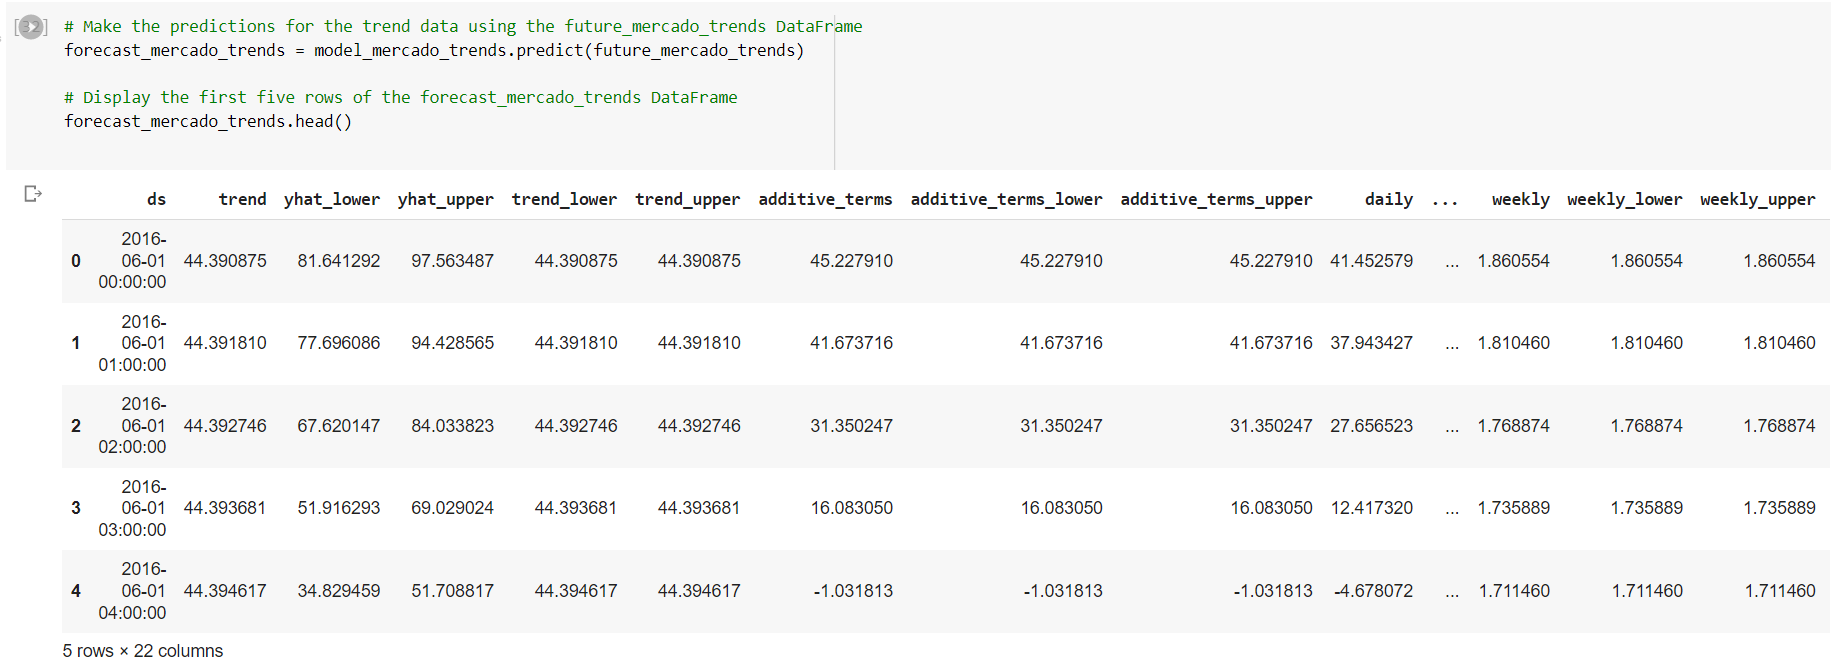 [32] # Make the predictions for the trend data using the future_mercado_trends DataFrame
forecast_mercado_trends = model_mercado_trends.predict(future_mercado_trends)
# Display the first five rows of the forecast_mercado_trends DataFrame
forecast_mercado_trends.head()
ds trend yhat_lower yhat_upper trend_lower trend_upper additive_terms additive_terms_lower additive_terms_upper daily ... weekly weekly_lower weekly_upper
2016-
0 06-01 44.390875 81.641292 97.563487 44.390875 44.390875 45.227910 45.227910 45.227910 41.452579 ... 1.860554 1.860554 1.860554
00:00:00
2016-
1 06-01 44.391810 77.696086 94.428565 44.391810 44.391810 41.673716 41.673716 41.673716 37.943427 ... 1.810460 1.810460 1.810460
01:00:00
2016-
2 06-01 44.392746 67.620147 84.033823 44.392746 44.392746 31.350247 31.350247 31.350247 27.656523 ... 1.768874 1.768874 1.768874
02:00:00
2016-
3 06-01 44.393681 51.916293 69.029024 44.393681 44.393681 16.083050 16.083050 16.083050 12.417320 ... 1.735889 1.735889 1.735889
03:00:00
2016-
4 06-01 44.394617 34.829459 51.708817 44.394617 44.394617 -1.031813 -1.031813 -1.031813 -4.678072 ... 1.711460 1.711460 1.711460
04:00:00
5 rows × 22 columns